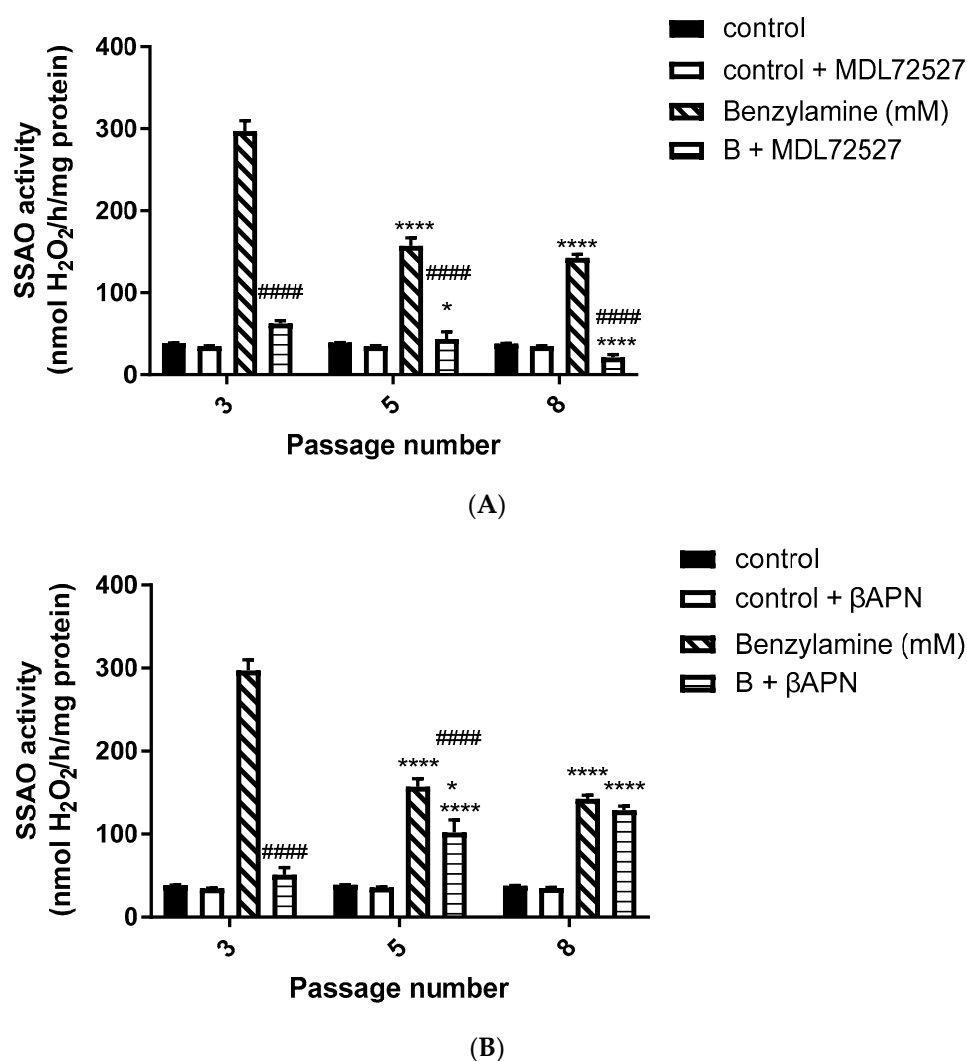 SSAO activity
(nmol H₂O₂/h/mg protein)
400
300
200
100
0
####
****
####
*
****
####
****
3
5
8
Passage number
control
control + MDL72527
Benzylamine (mM)
B + MDL72527
(A)
SSAO activity
(nmol H₂O₂/h/mg protein)
400
300
200
100
0
####
****
####
*
****
****
****
3
5
8
Passage number
control
control + βAPN
Benzylamine (mM)
B + βAPN
(B)